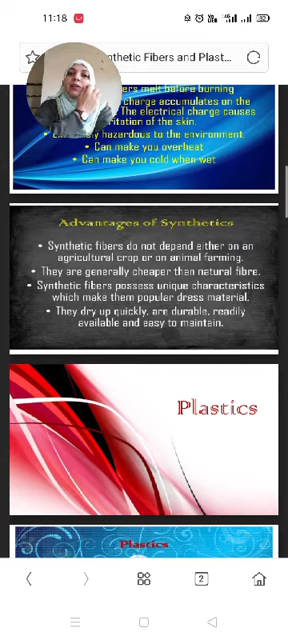 11:18
nthetic Fibers and Plast...
ers melt before burning
charge accumulates on the
The electrical charge causes
ritation of the skin.
hazardous to the environment
• Can make you overheat
• Can make you cold when wet
Advantages of Synthetics
• Synthetic fibers do not depend either on an
agricultural crop or on animal farming.
• They are generally cheaper than natural fibre.
• Synthetic fibers possess unique characteristics
which make them popular dress material.
• They dry up quickly, are durable, readily
available and easy to maintain.
Plastics
Plastics
2